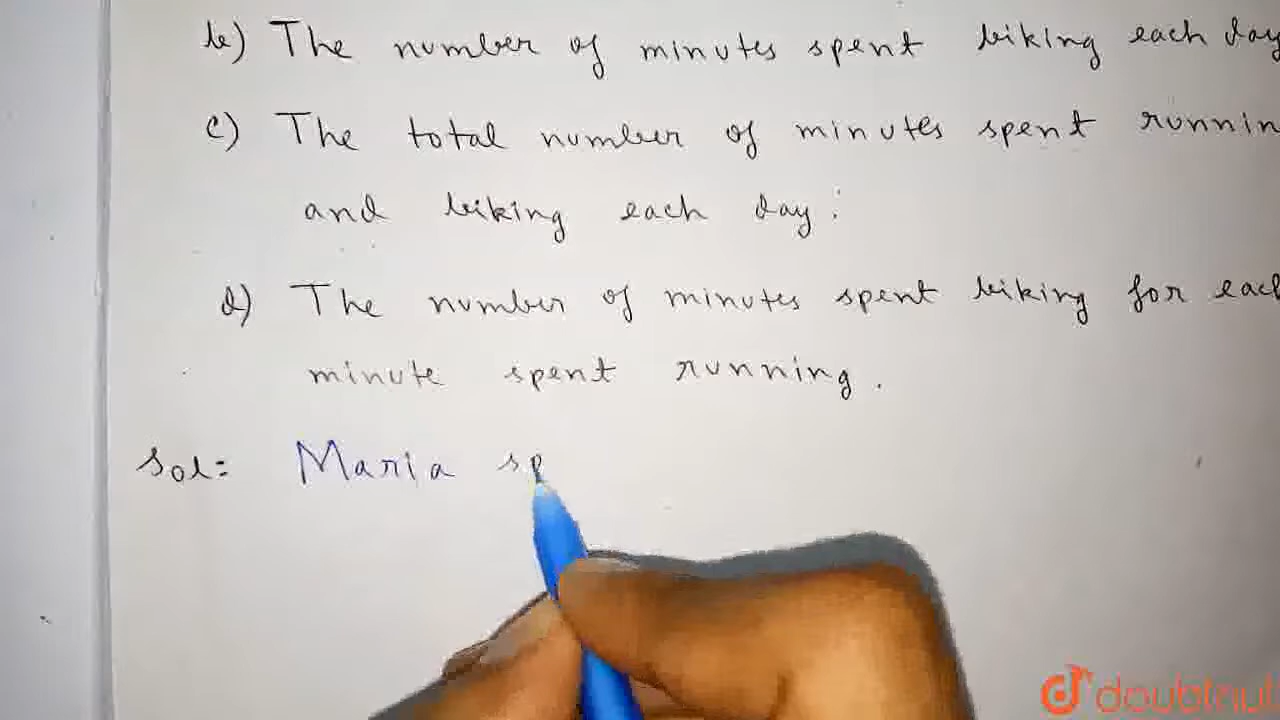 b) The number of minutes spent biking each day
c) The total number of minutes spent runnin
and biking each day.
d) The number of minutes spent biking for each
minute spent running.
Sol= Maria sp
doubtnut